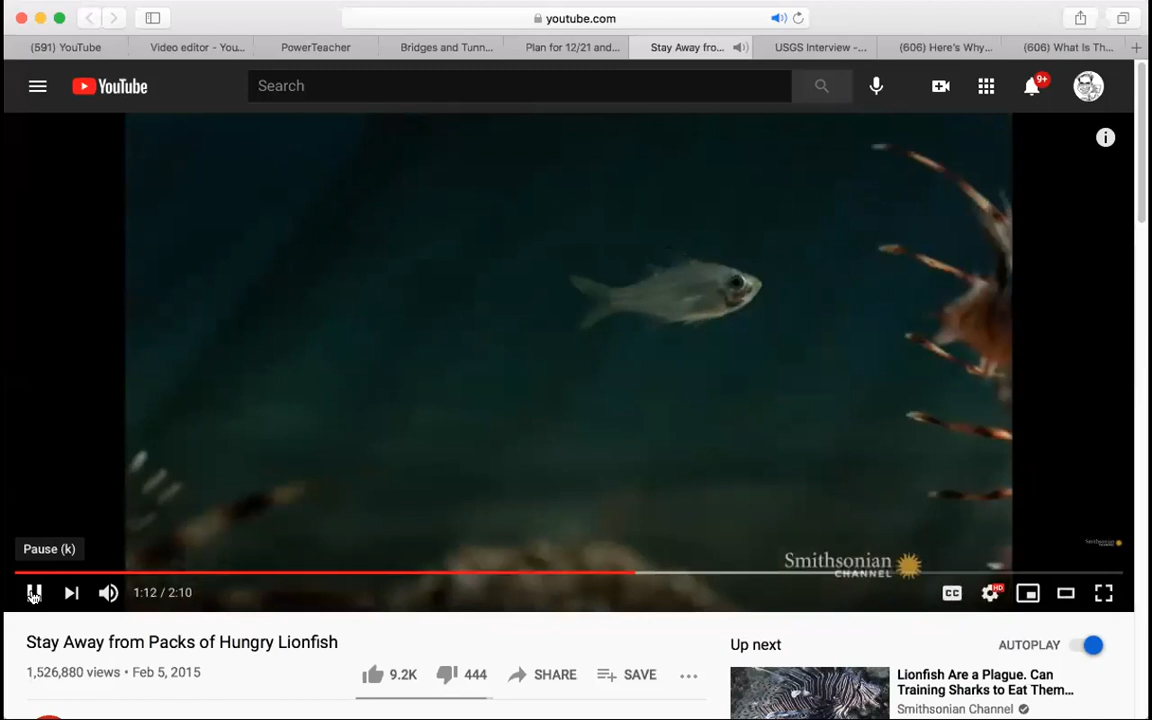 youtube.com
(591) YouTube
Video editor - You...
PowerTeacher
Bridges and Tunn...
Plan for 12/21 and...
Stay Away fro...
USGS Interview -...
(606) Here's Why...
(606) What Is Th...
YouTube
Search
9+
Smithsonian
Smithsonian
CHANNEL
Pause (k)
1:12 / 2:10
CC
HD
Stay Away from Packs of Hungry Lionfish
1,526,880 views • Feb 5, 2015
9.2K
444
SHARE
SAVE
Up next
AUTOPLAY
Lionfish Are a Plague. Can
Training Sharks to Eat Them...
Smithsonian Channel